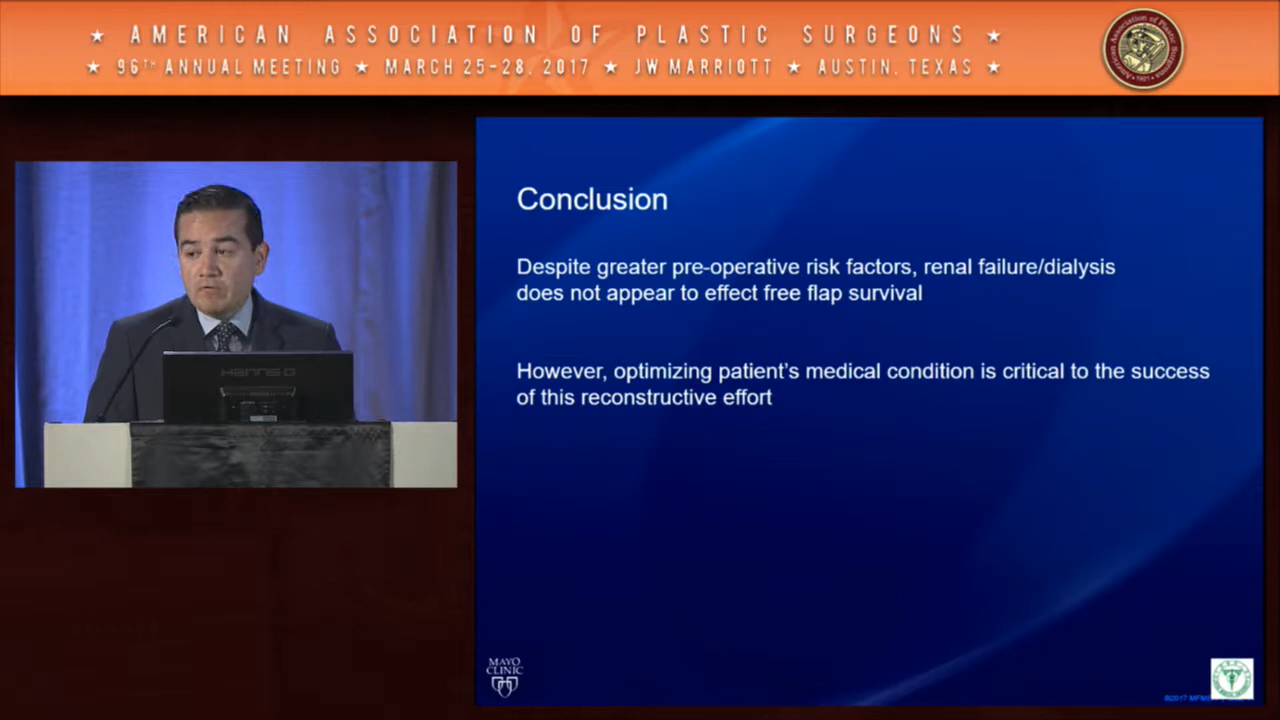 ★ AMERICAN ASSOCIATION OF PLASTIC SURGEONS ★
★ 96TH ANNUAL MEETING ★ MARCH 25-28, 2017 ★ JW MARRIOTT ★ AUSTIN, TEXAS ★
Conclusion
Despite greater pre-operative risk factors, renal failure/dialysis
does not appear to effect free flap survival
However, optimizing patient's medical condition is critical to the success
of this reconstructive effort
HANNS G
MAYO
CLINIC
©2017